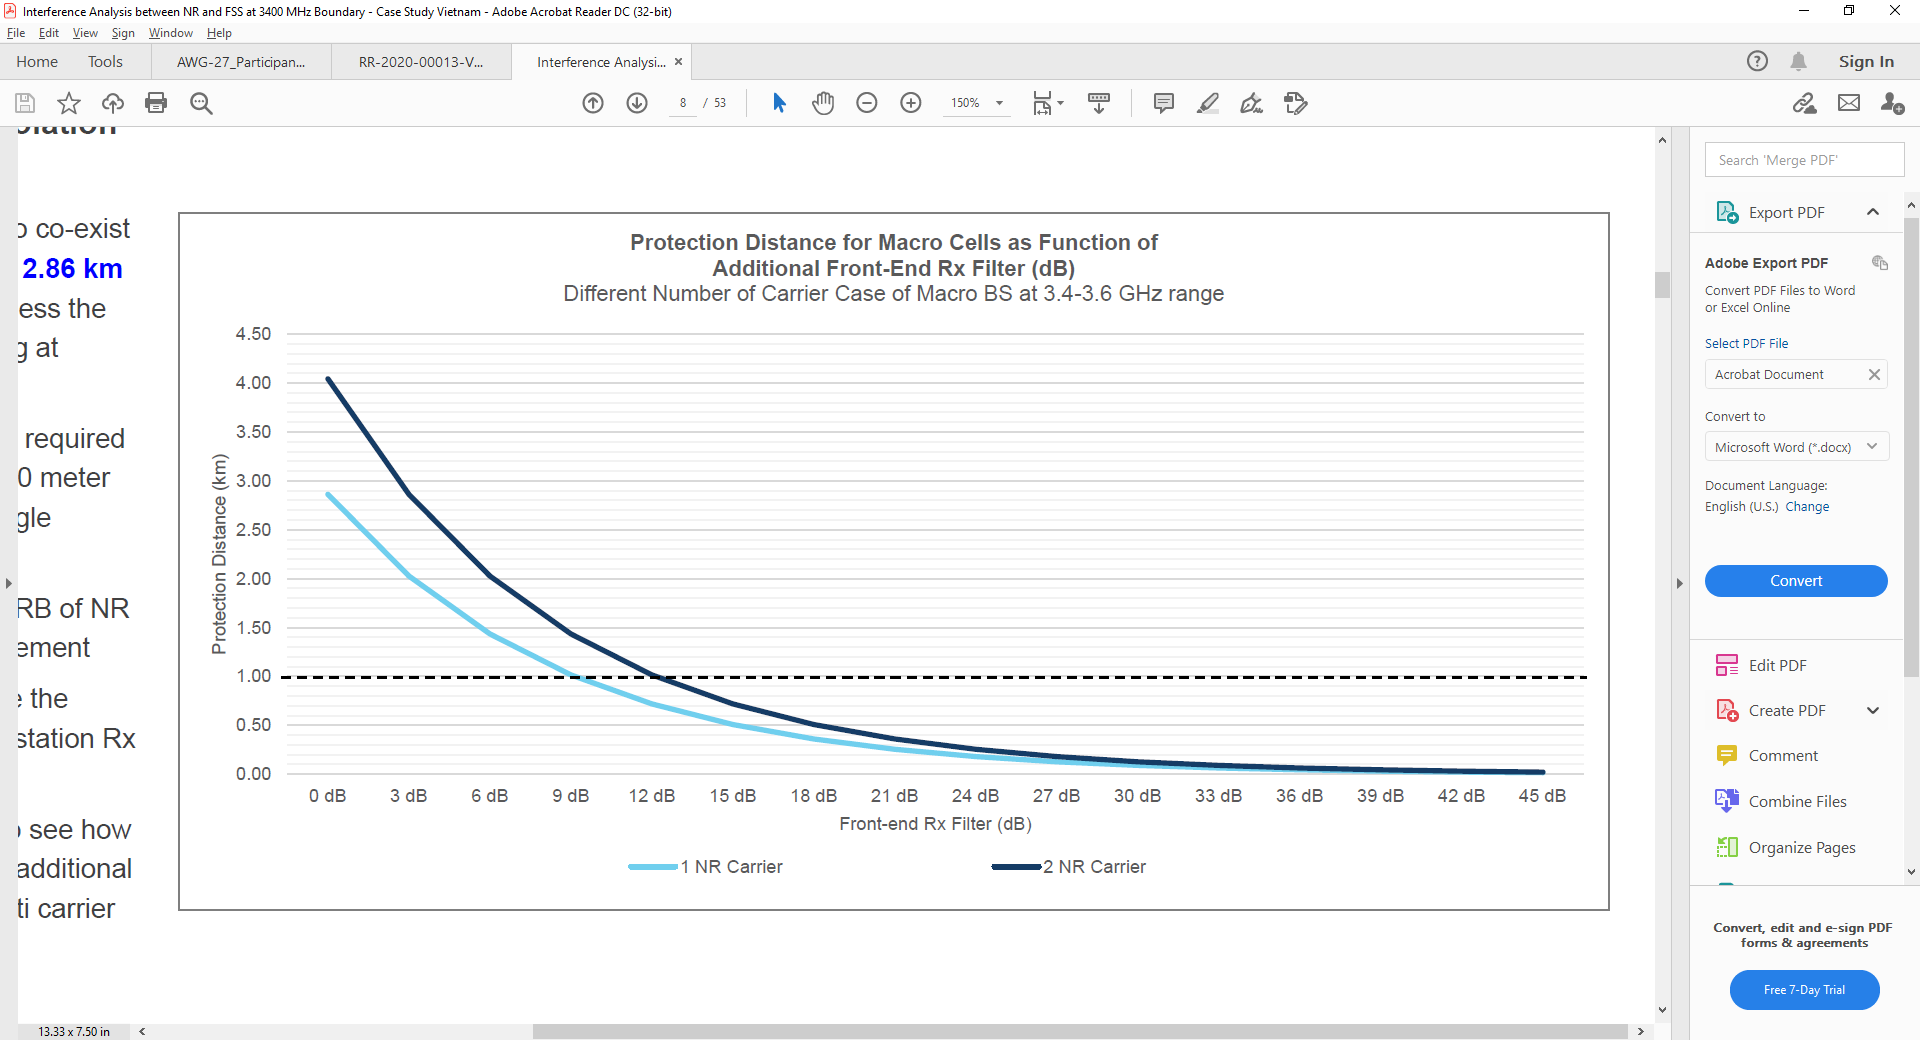 Interference Analysis between NR and FSS at 3400 MHz Boundary - Case Study Vietnam - Adobe Acrobat Reader DC (32-bit)
File Edit View Sign Window Help
Home Tools AWG-27_Participan... RR-2020-00013-V... Interference Analysi... Sign In
8 / 53 150%
o co-exist
2.86 km
ess the
g at
required
0 meter
gle
RB of NR
ement
e the
station Rx
see how
additional
ti carrier
Protection Distance for Macro Cells as Function of
Additional Front-End Rx Filter (dB)
Different Number of Carrier Case of Macro BS at 3.4-3.6 GHz range
Protection Distance (km)
4.50
4.00
3.50
3.00
2.50
2.00
1.50
1.00
0.50
0.00
0 dB 3 dB 6 dB 9 dB 12 dB 15 dB 18 dB 21 dB 24 dB 27 dB 30 dB 33 dB 36 dB 39 dB 42 dB 45 dB
Front-end Rx Filter (dB)
1 NR Carrier 2 NR Carrier
13.33 x 7.50 in
Search 'Merge PDF'
Export PDF
Adobe Export PDF
Convert PDF Files to Word
or Excel Online
Select PDF File
Acrobat Document
Convert to
Microsoft Word (*.docx)
Document Language:
English (U.S.) Change
Convert
Edit PDF
Create PDF
Comment
Combine Files
Organize Pages
Convert, edit and e-sign PDF
forms & agreements
Free 7-Day Trial